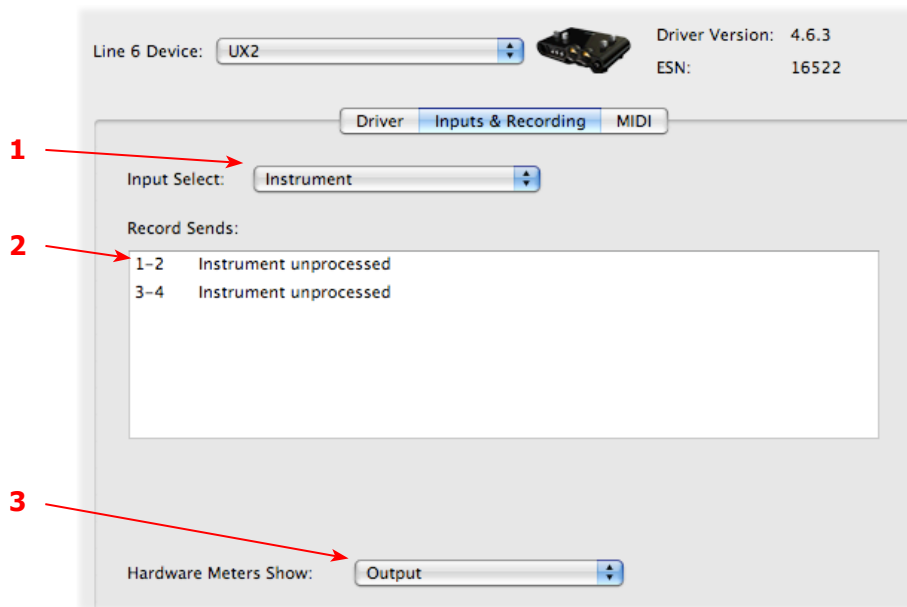 Line 6 Device: UX2
Driver Version: 4.6.3
ESN: 16522
Driver Inputs & Recording MIDI
1
Input Select: Instrument
Record Sends:
2
1-2 Instrument unprocessed
3-4 Instrument unprocessed
3
Hardware Meters Show: Output